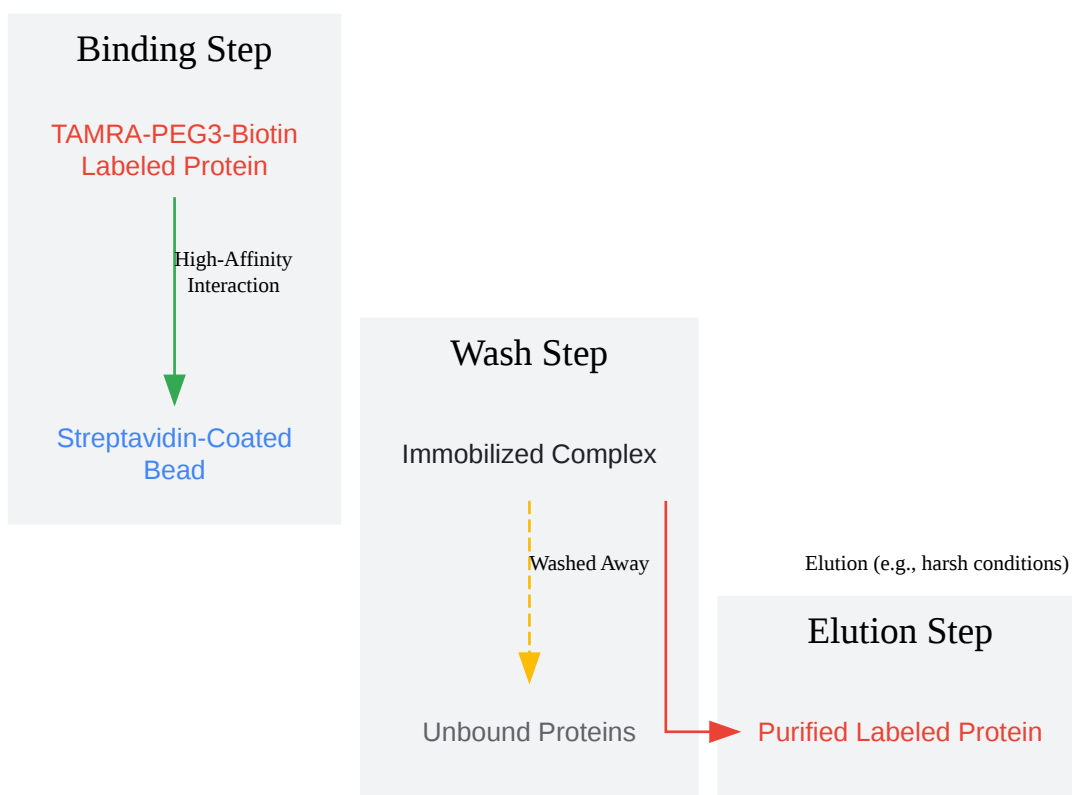 Binding Step
TAMRA-PEG3-Biotin
Labeled Protein
High-Affinity
Interaction
Streptavidin-Coated
Bead
Wash Step
Immobilized Complex
Washed Away
Unbound Proteins
Elution (e.g., harsh conditions)
Elution Step
Purified Labeled Protein